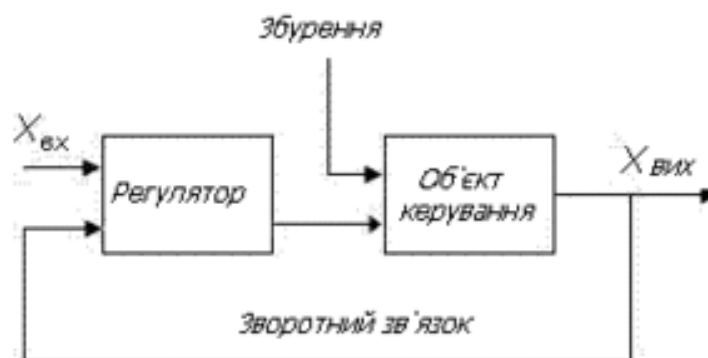 Збурення
Xвх
Регулятор
Об'єкт
керування
Xвих
Зворотний зв'язок